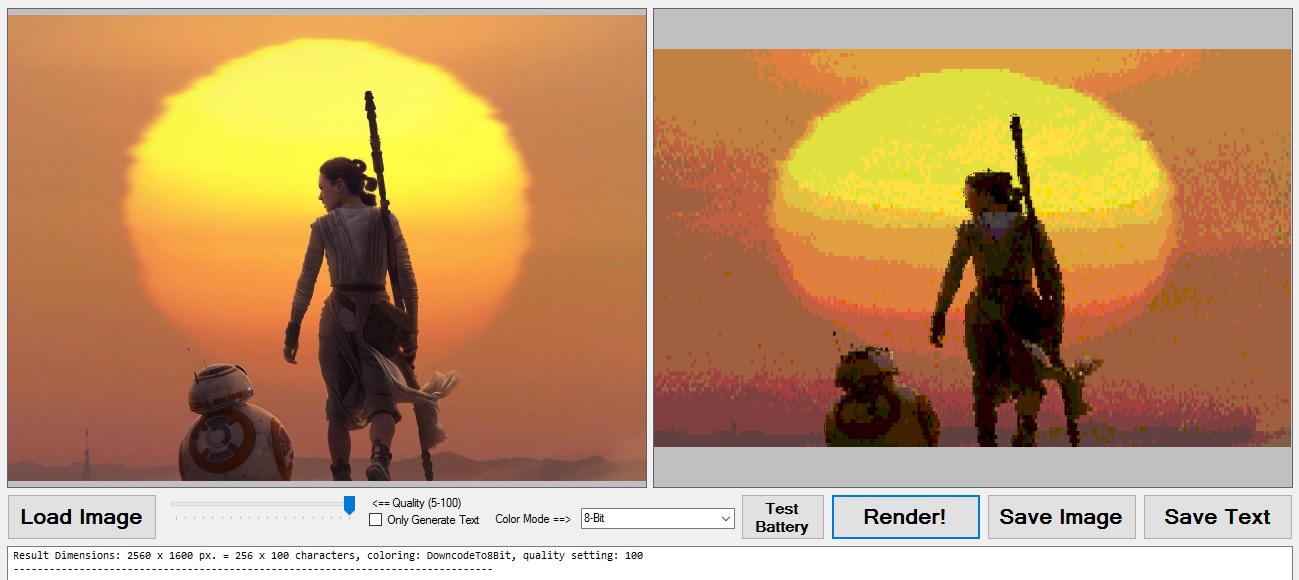 Load Image
<== Quality (5-100)
Only Generate Text
Color Mode ==>
8-Bit
Test
Battery
Render!
Save Image
Save Text
Result Dimensions: 2560 x 1600 px. = 256 x 100 characters, coloring: DowncodeTo8Bit, quality setting: 100
--------------------------------------------------------------------------------